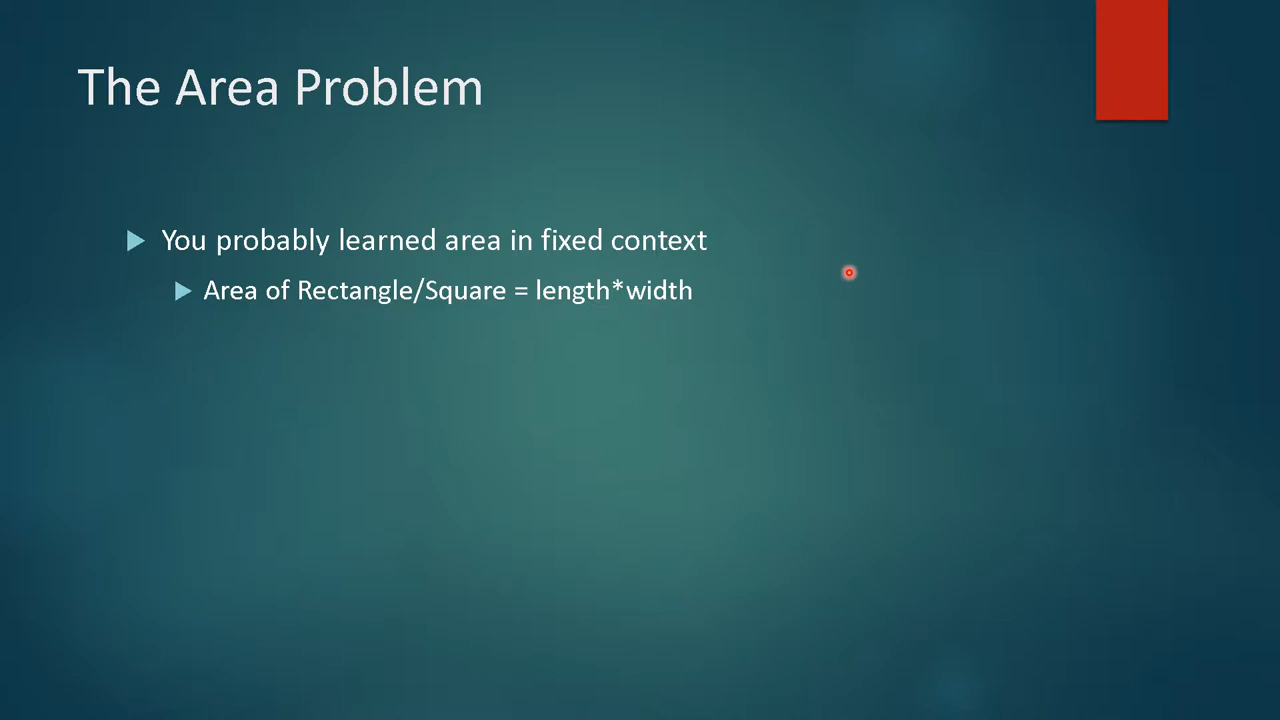 The Area Problem
You probably learned area in fixed context
Area of Rectangle/Square = length*width